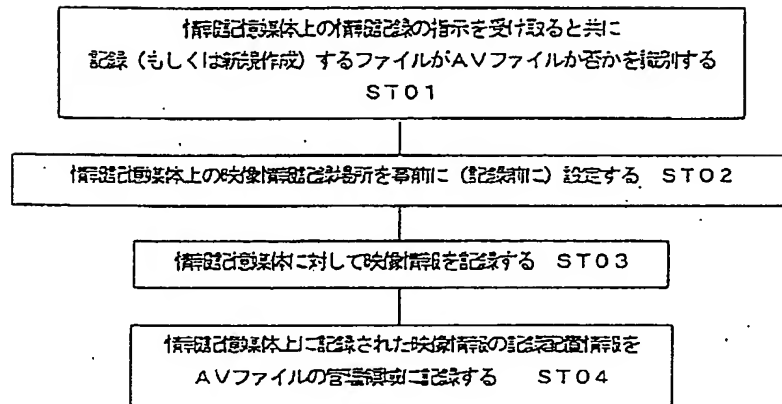 情報記憶媒体上の情報記録の指示を受け取ると共に
記録(もしくは新規作成)するファイルがAVファイルか否かを識別する
ST01
情報記憶媒体上の映像情報記録場所を事前に(記録前に)設定する ST02
情報記憶媒体に対して映像情報を記録する ST03
情報記憶媒体上に記録された映像情報の記録配置情報を
AVファイルの管理領域に記録する ST04